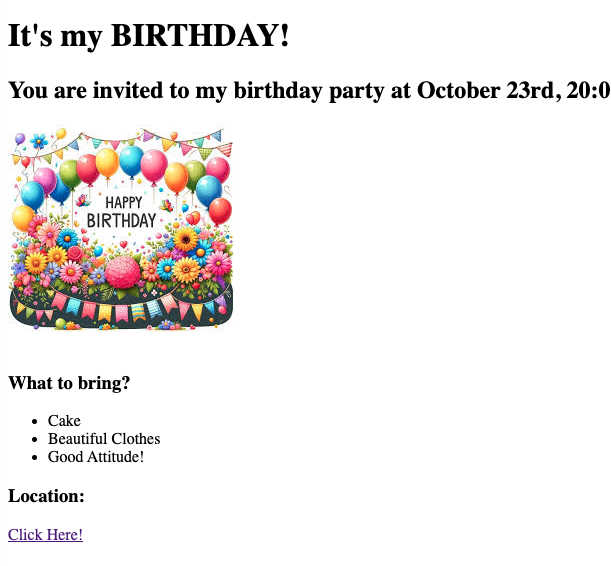 It's my BIRTHDAY!
You are invited to my birthday party at October 23rd, 20:0
HAPPY
BIRTHDAY
What to bring?
Cake
Beautiful Clothes
Good Attitude!
Location:
Click Here!